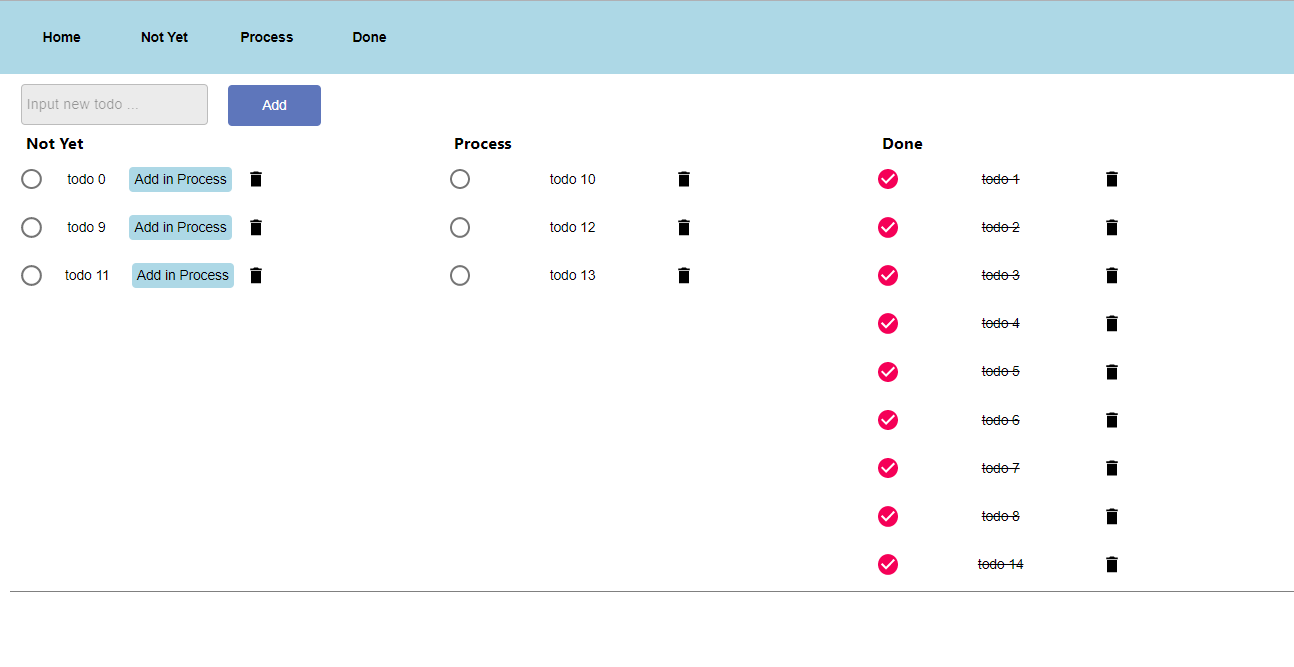 Home Not Yet Process Done
Input new todo ...
Add
Not Yet Process Done
todo 0 Add in Process todo 10 todo 1
todo 9 Add in Process todo 12 todo 2
todo 11 Add in Process todo 13 todo 3
todo 4
todo 5
todo 6
todo 7
todo 8
todo 14